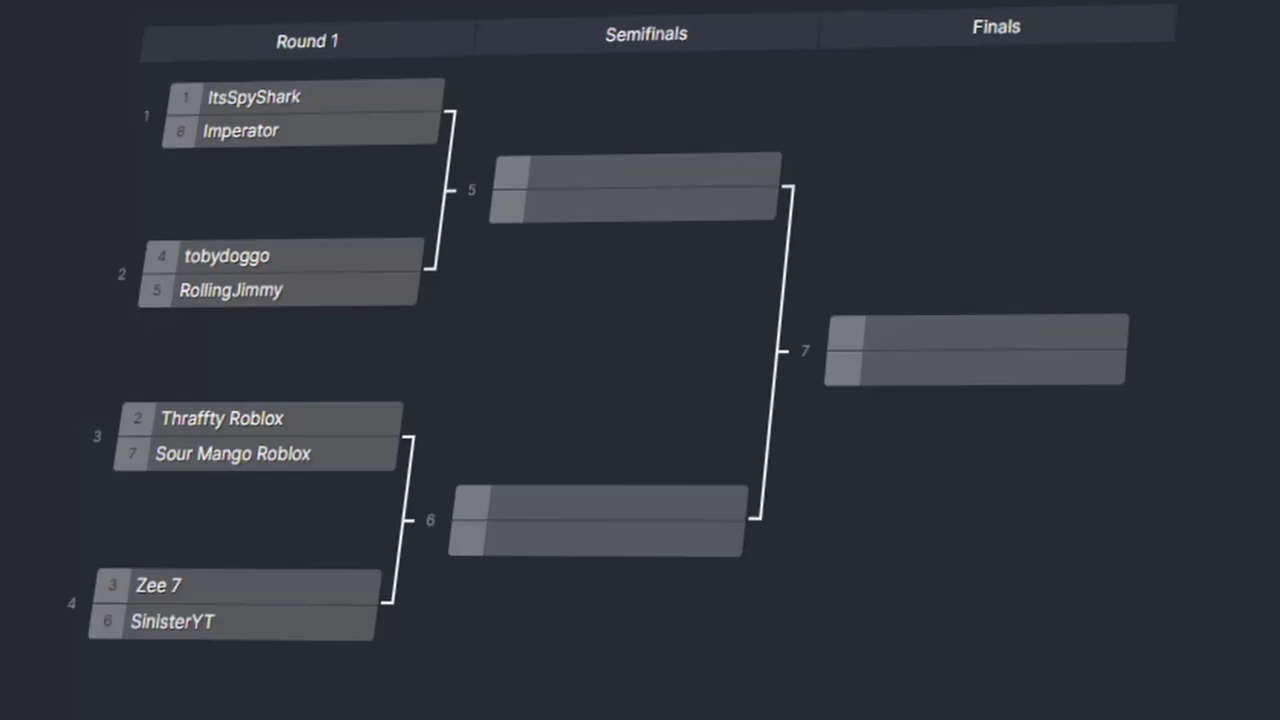 Round 1
Semifinals
Finals
1
1 ItsSpyShark
8 Imperator
5
2
4 tobydoggo
5 RollingJimmy
7
3
2 Thraffty Roblox
7 Sour Mango Roblox
6
4
3 Zee 7
6 SinisterYT